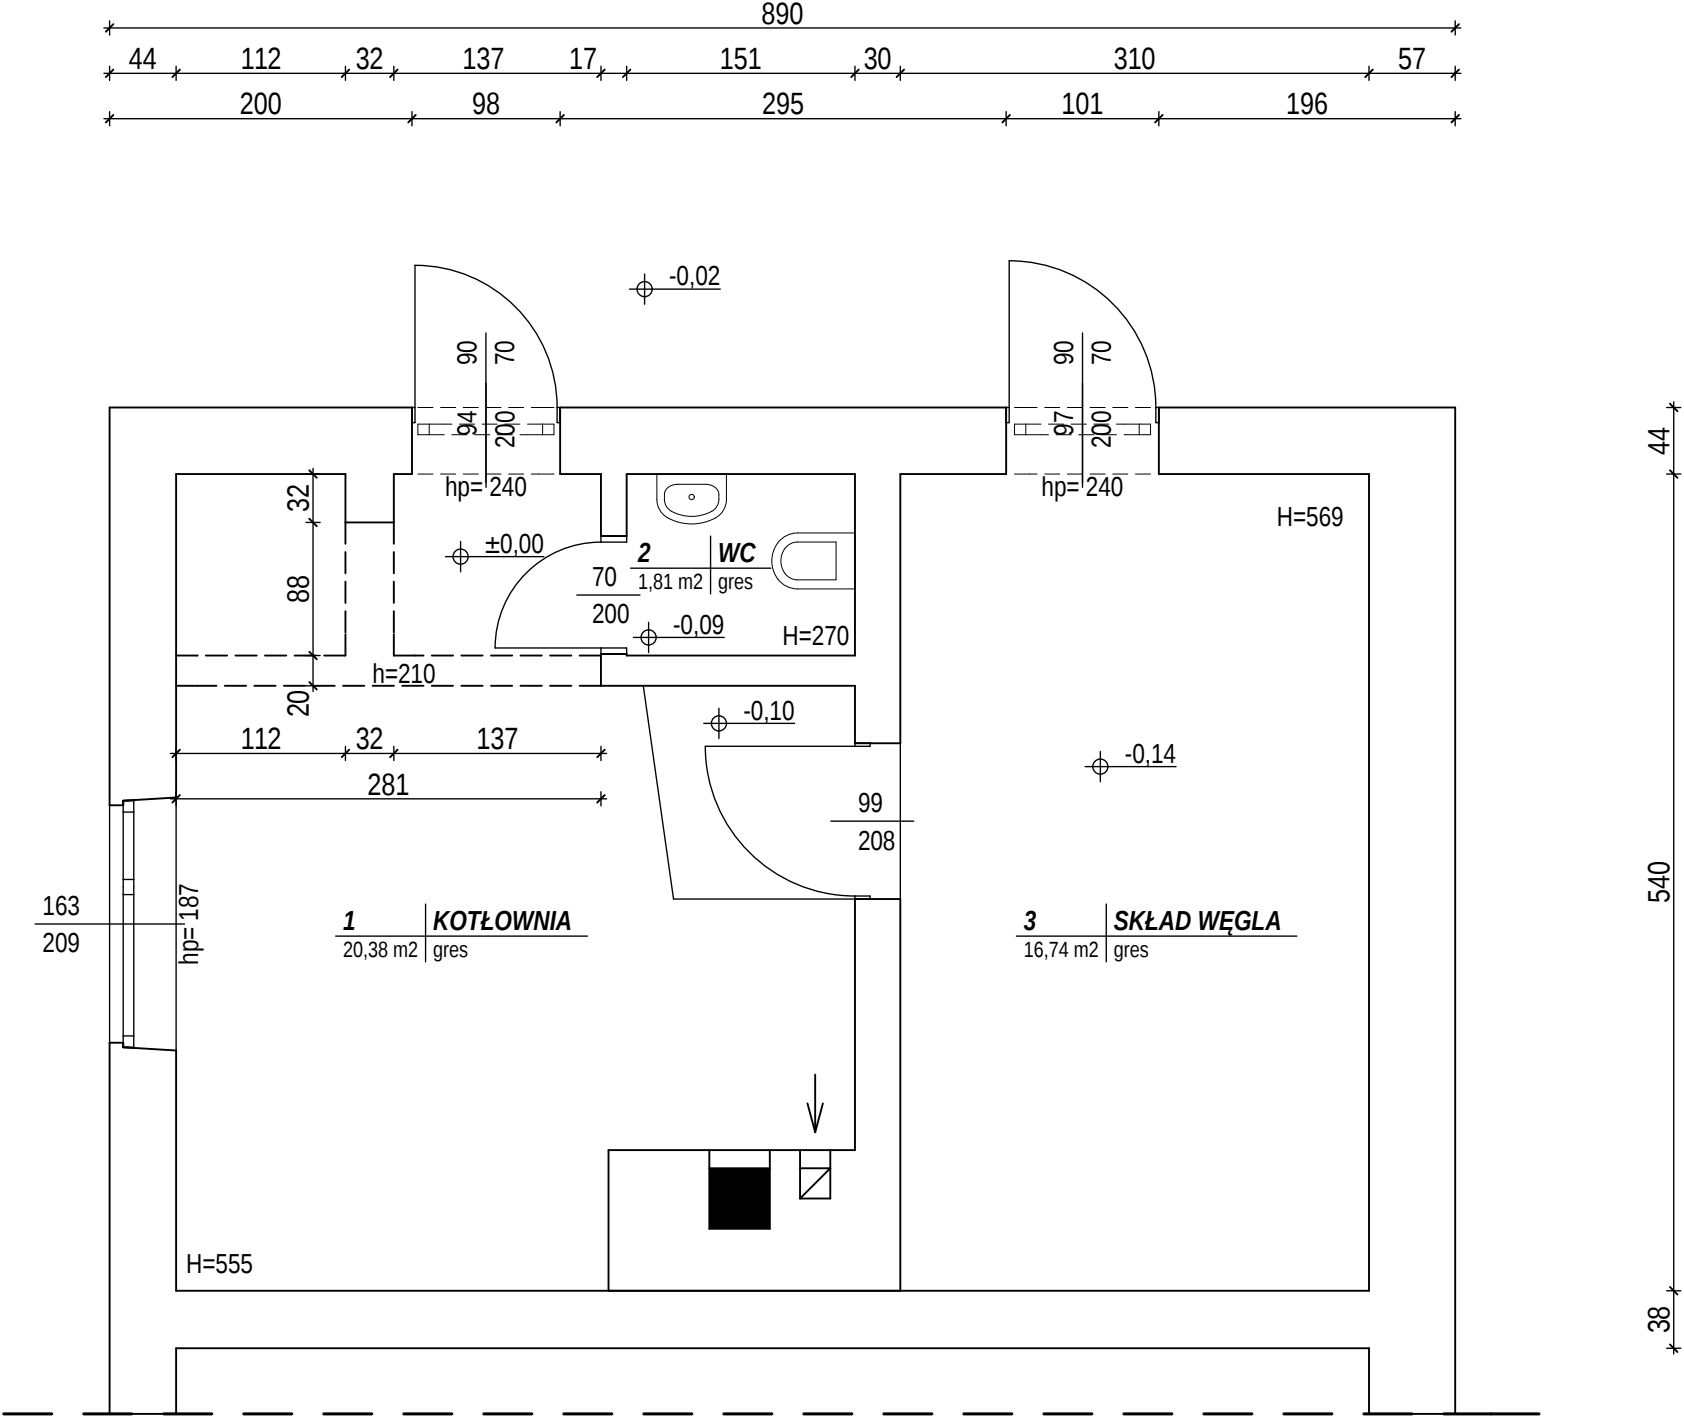 890
44 112 32 137 17 151 30 310 57
200 98 295 101 196
-0,02
90 70
94 200
hp= 240
90 70
97 200
hp= 240
44
H=569
32
±0,00
2 WC
1,81 m2 gres
70
200
88
-0,09
H=270
h=210
20
-0,10
112 32 137
281
-0,14
99
208
540
163
209
hp= 187
1 KOTŁOWNIA
20,38 m2 gres
3 SKŁAD WĘGLA
16,74 m2 gres
H=555
38